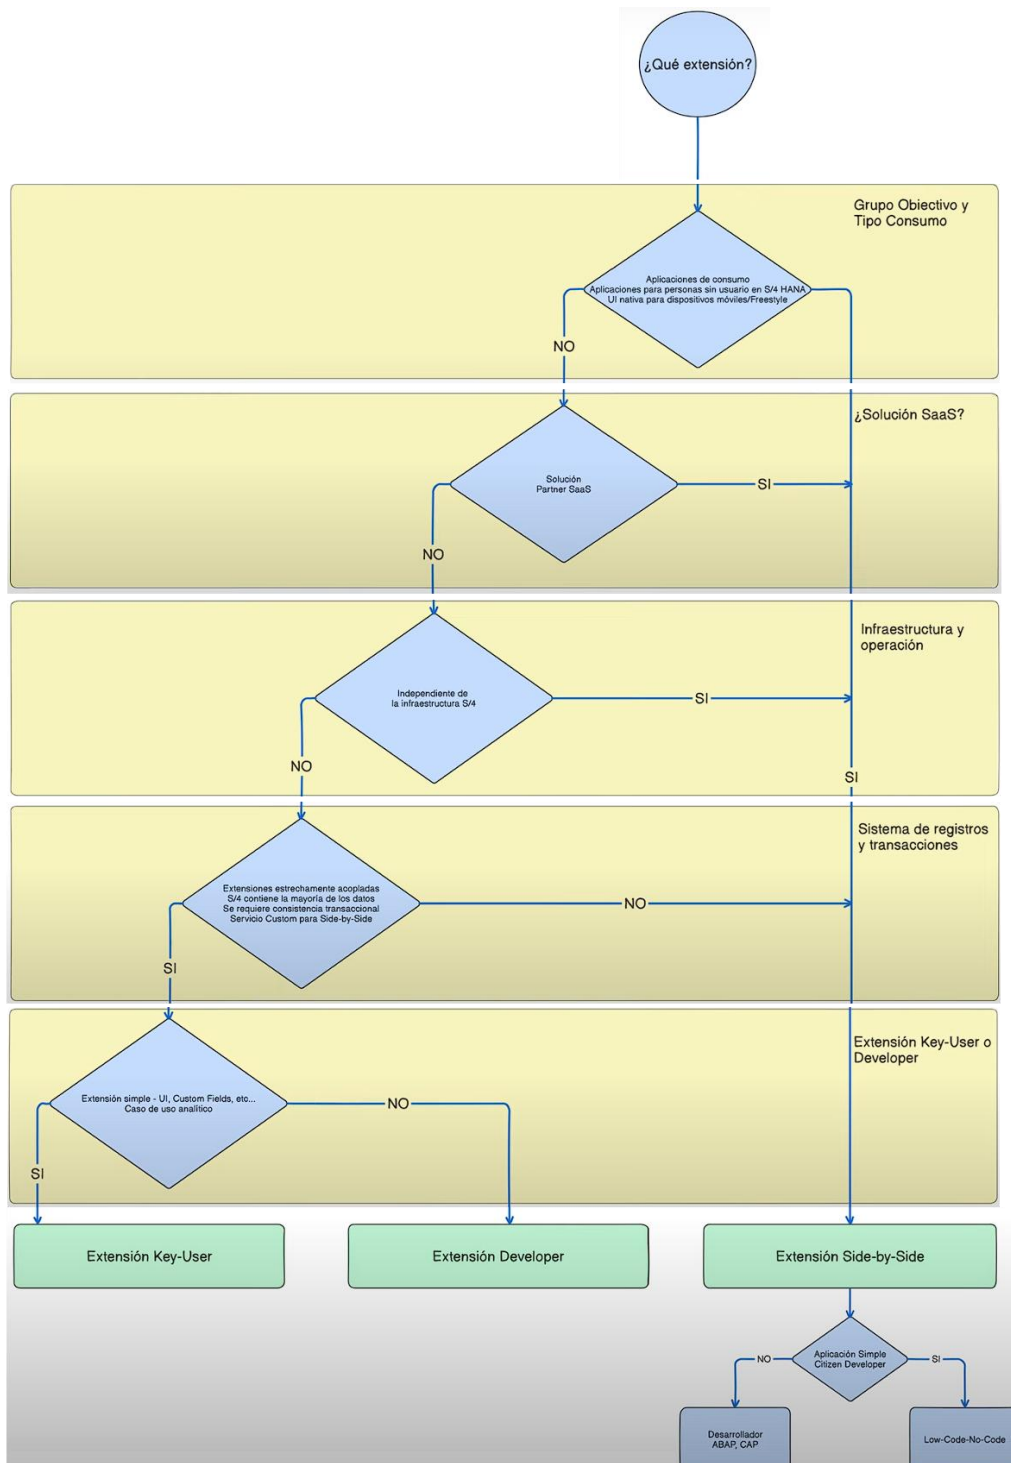 ¿Qué extensión?
Grupo Obiectivo y
Tipo Consumo
Aplicaciones de consumo
Aplicaciones para personas sin usuario en S/4 HANA
UI nativa para dispositivos móviles/Freestyle
NO
¿Solución SaaS?
Solución
Partner SaaS
SI
NO
Infraestructura y
operación
Independiente de
la infraestructura S/4
SI
NO
SI
Sistema de registros
y transacciones
Extensiones estrechamente acopladas
S/4 contiene la mayoría de los datos
Se requiere consistencia transaccional
Servicio Custom para Side-by-Side
NO
SI
Extensión Key-User o
Developer
Extensión simple - UI, Custom Fields, etc...
Caso de uso analítico
NO
SI
Extensión Key-User
Extensión Developer
Extensión Side-by-Side
Aplicación Simple
Citizen Developer
NO
SI
Desarrollador
ABAP, CAP
Low-Code-No-Code